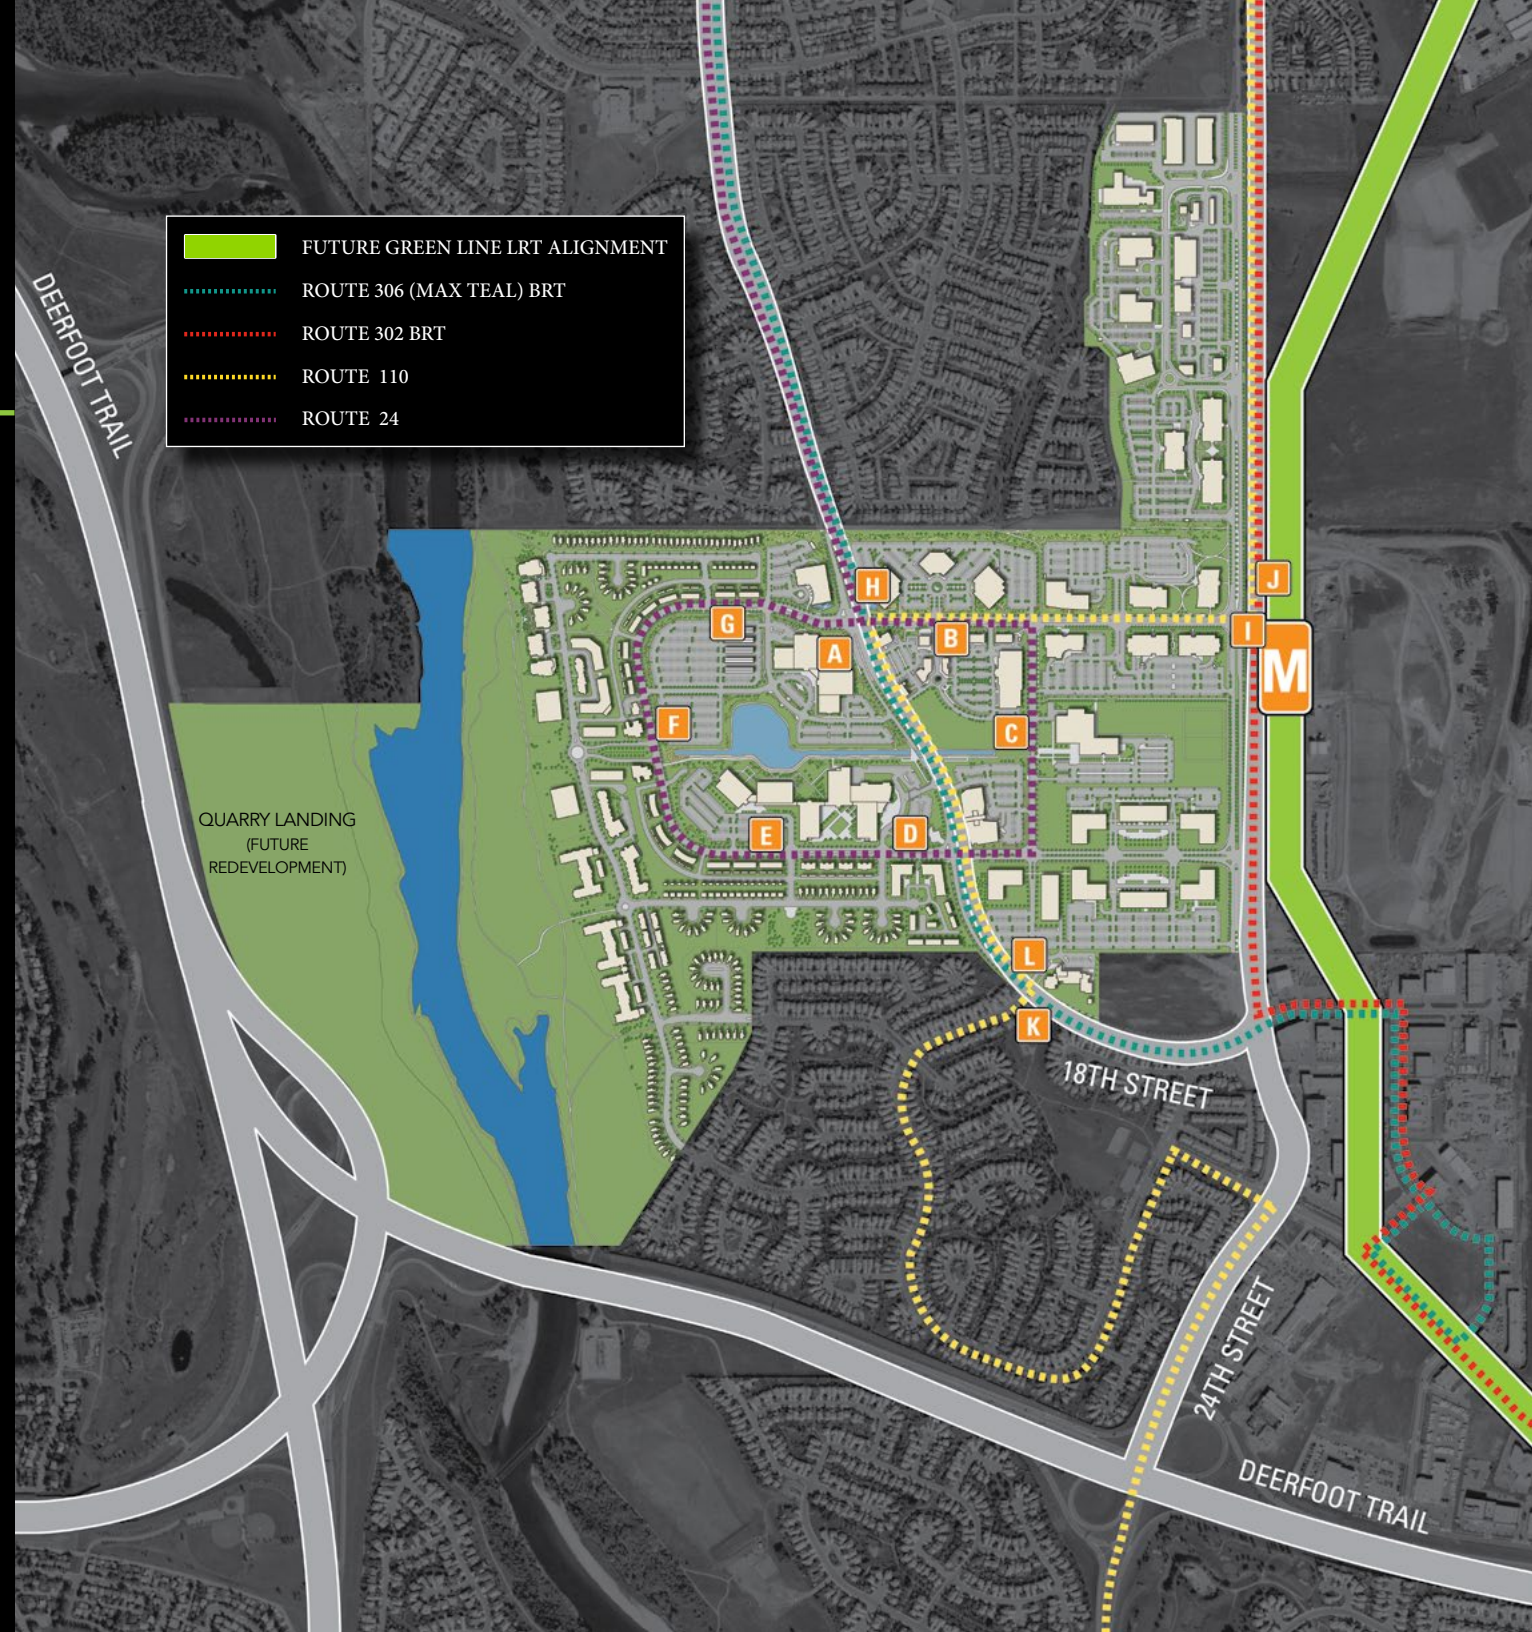 DEERFOOT TRAIL
FUTURE GREEN LINE LRT ALIGNMENT
ROUTE 306 (MAX TEAL) BRT
ROUTE 302 BRT
ROUTE 110
ROUTE 24
H
J
G
B
I
A
M
F
C
QUARRY LANDING
(FUTURE
REDEVELOPMENT)
E
D
L
K
18TH STREET
24TH STREET
DEERFOOT TRAIL